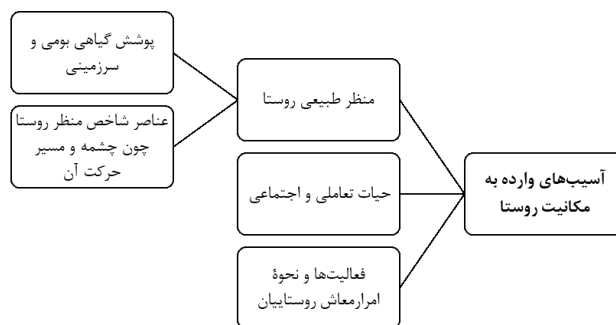 آسیب‌های وارده به
مکانیت روستا
منظر طبیعی روستا
پوشش گیاهی بومی و
سرزمینی
عناصر شاخص منظر روستا
چون چشمه و مسیر
حرکت آن
حیات تعاملی و اجتماعی
فعالیت‌ها و نحوۀ
امرارمعاش روستاییان